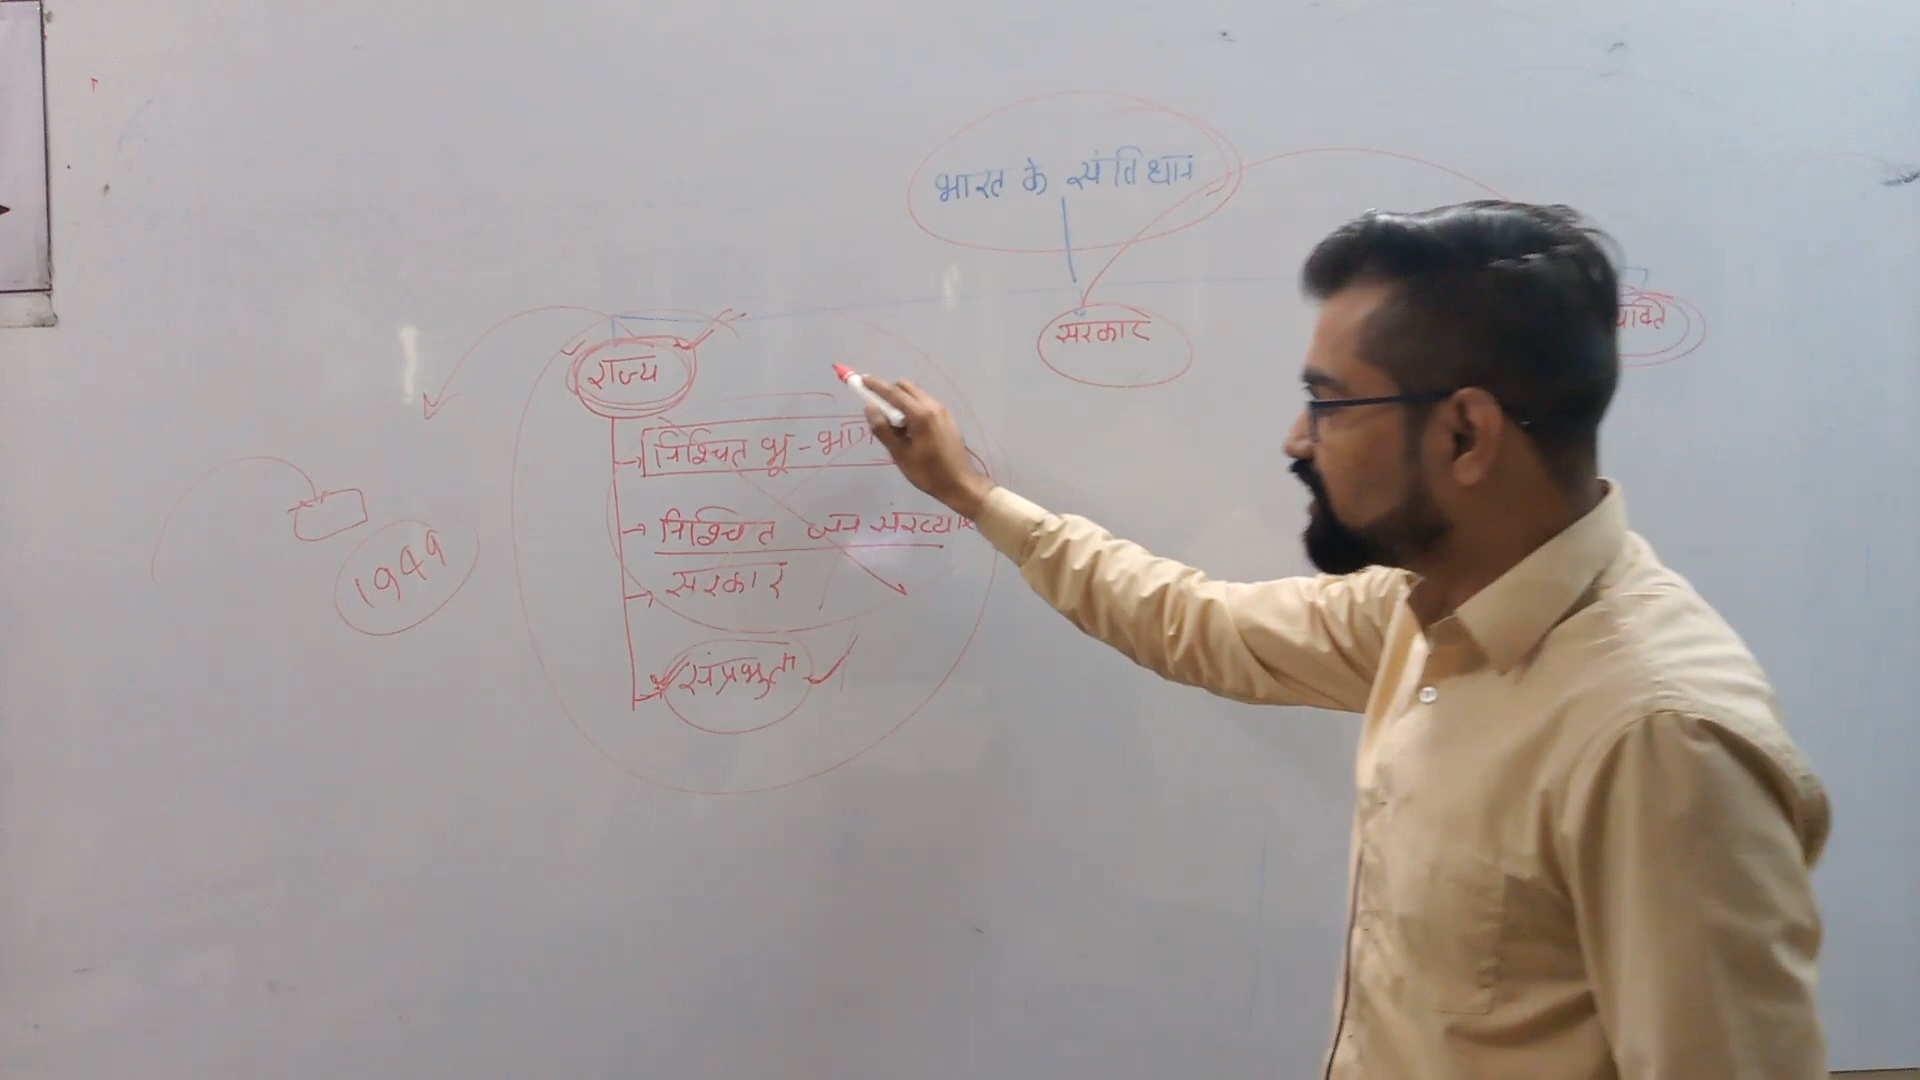 भारत के संविधान
सरकार
राज्य
निश्चित भू-भाग
निश्चित जनसंख्या
सरकार
संप्रभुता
1949